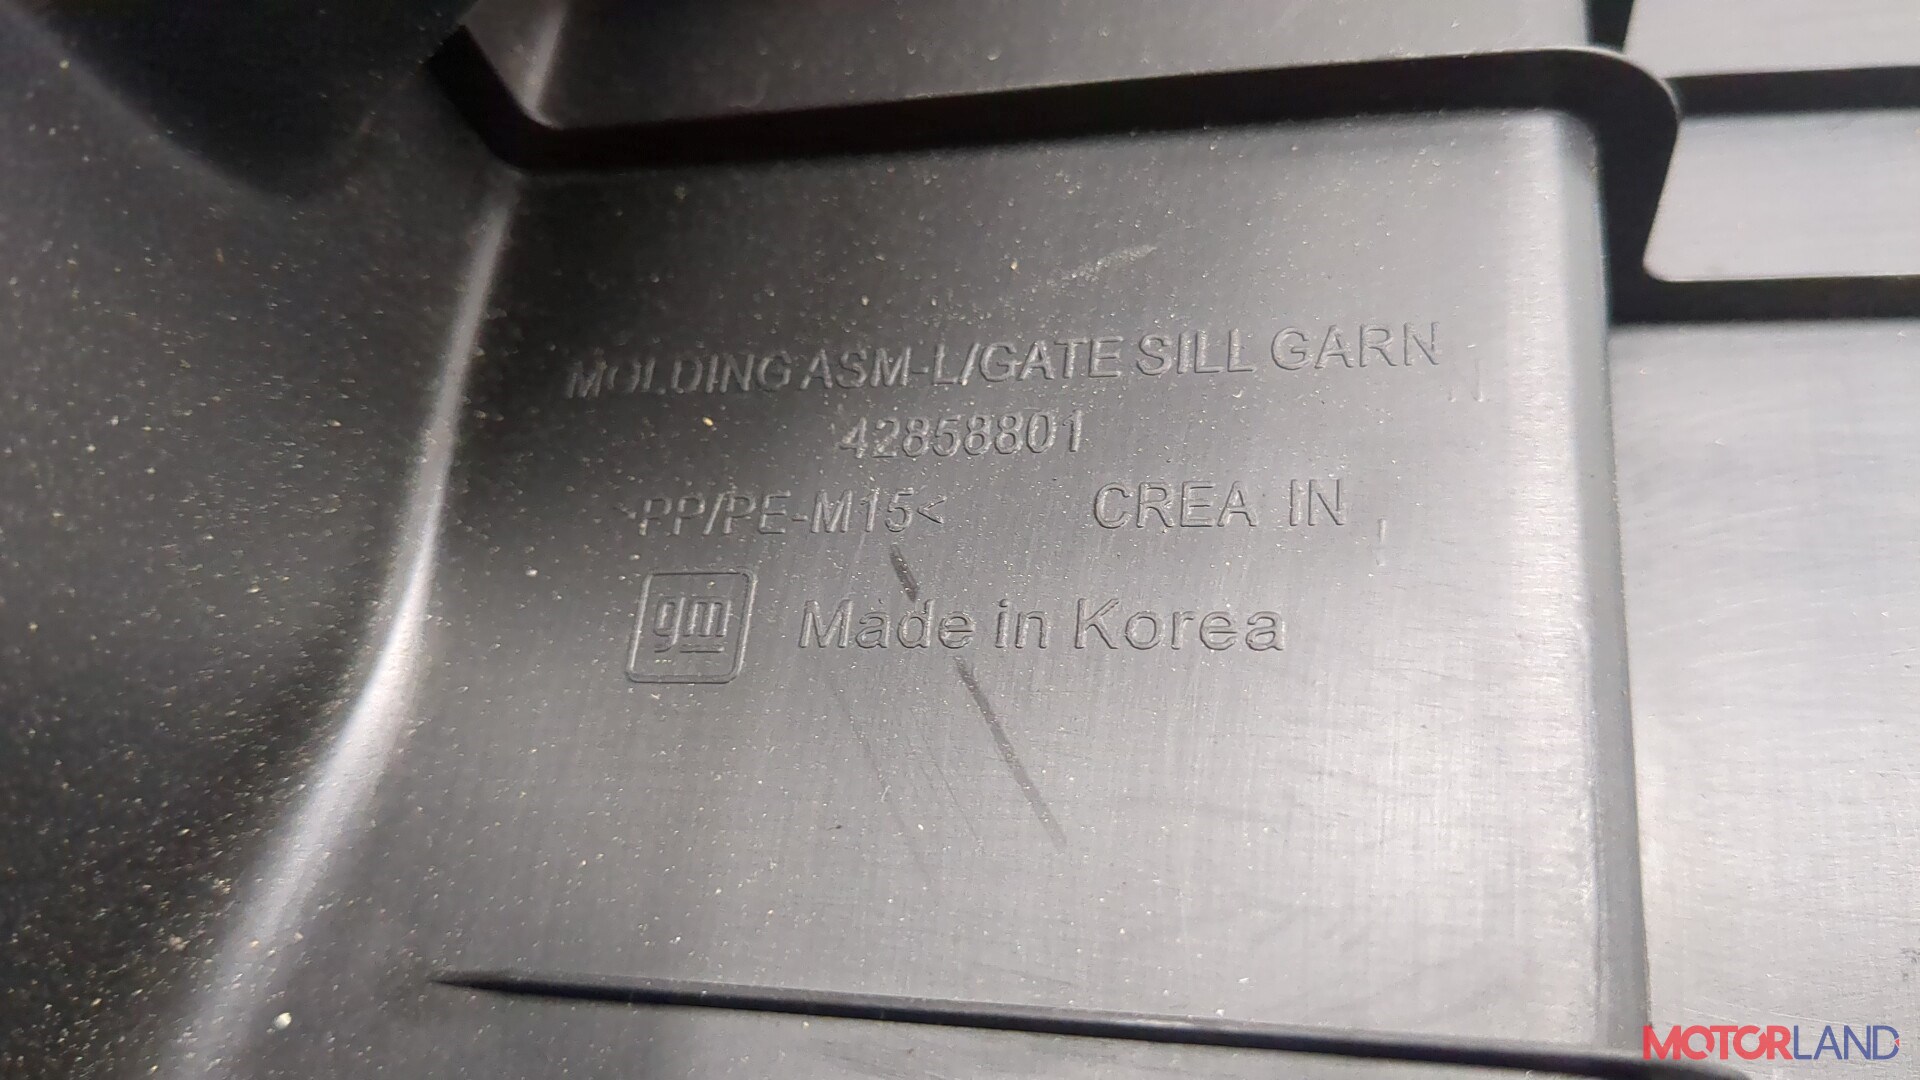 MOLDING ASM-L/GATE SILL GARN
42858801
>PP/PE-M15< CREA IN
gm Made in Korea
MOTORLAND